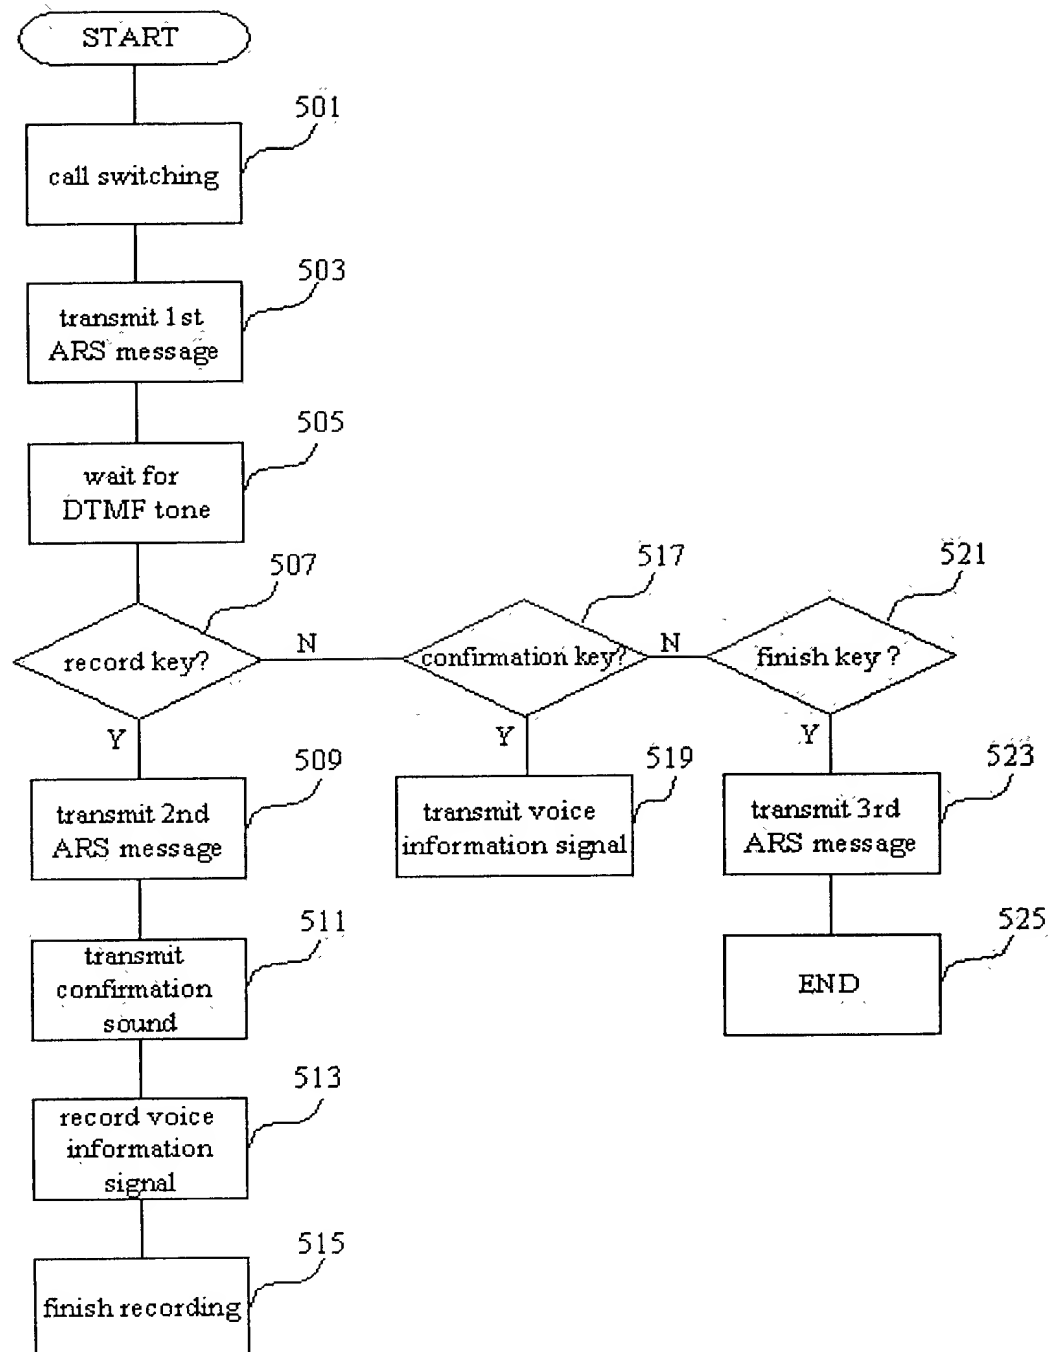 START
501
call switching
503
transmit 1st
ARS message
505
wait for
DTMF tone
507
record key?
N
517
confirmation key?
N
521
finish key?
Y
509
transmit 2nd
ARS message
Y
519
transmit voice
information signal
Y
523
transmit 3rd
ARS message
511
transmit
confirmation
sound
525
END
513
record voice
information
signal
515
finish recording